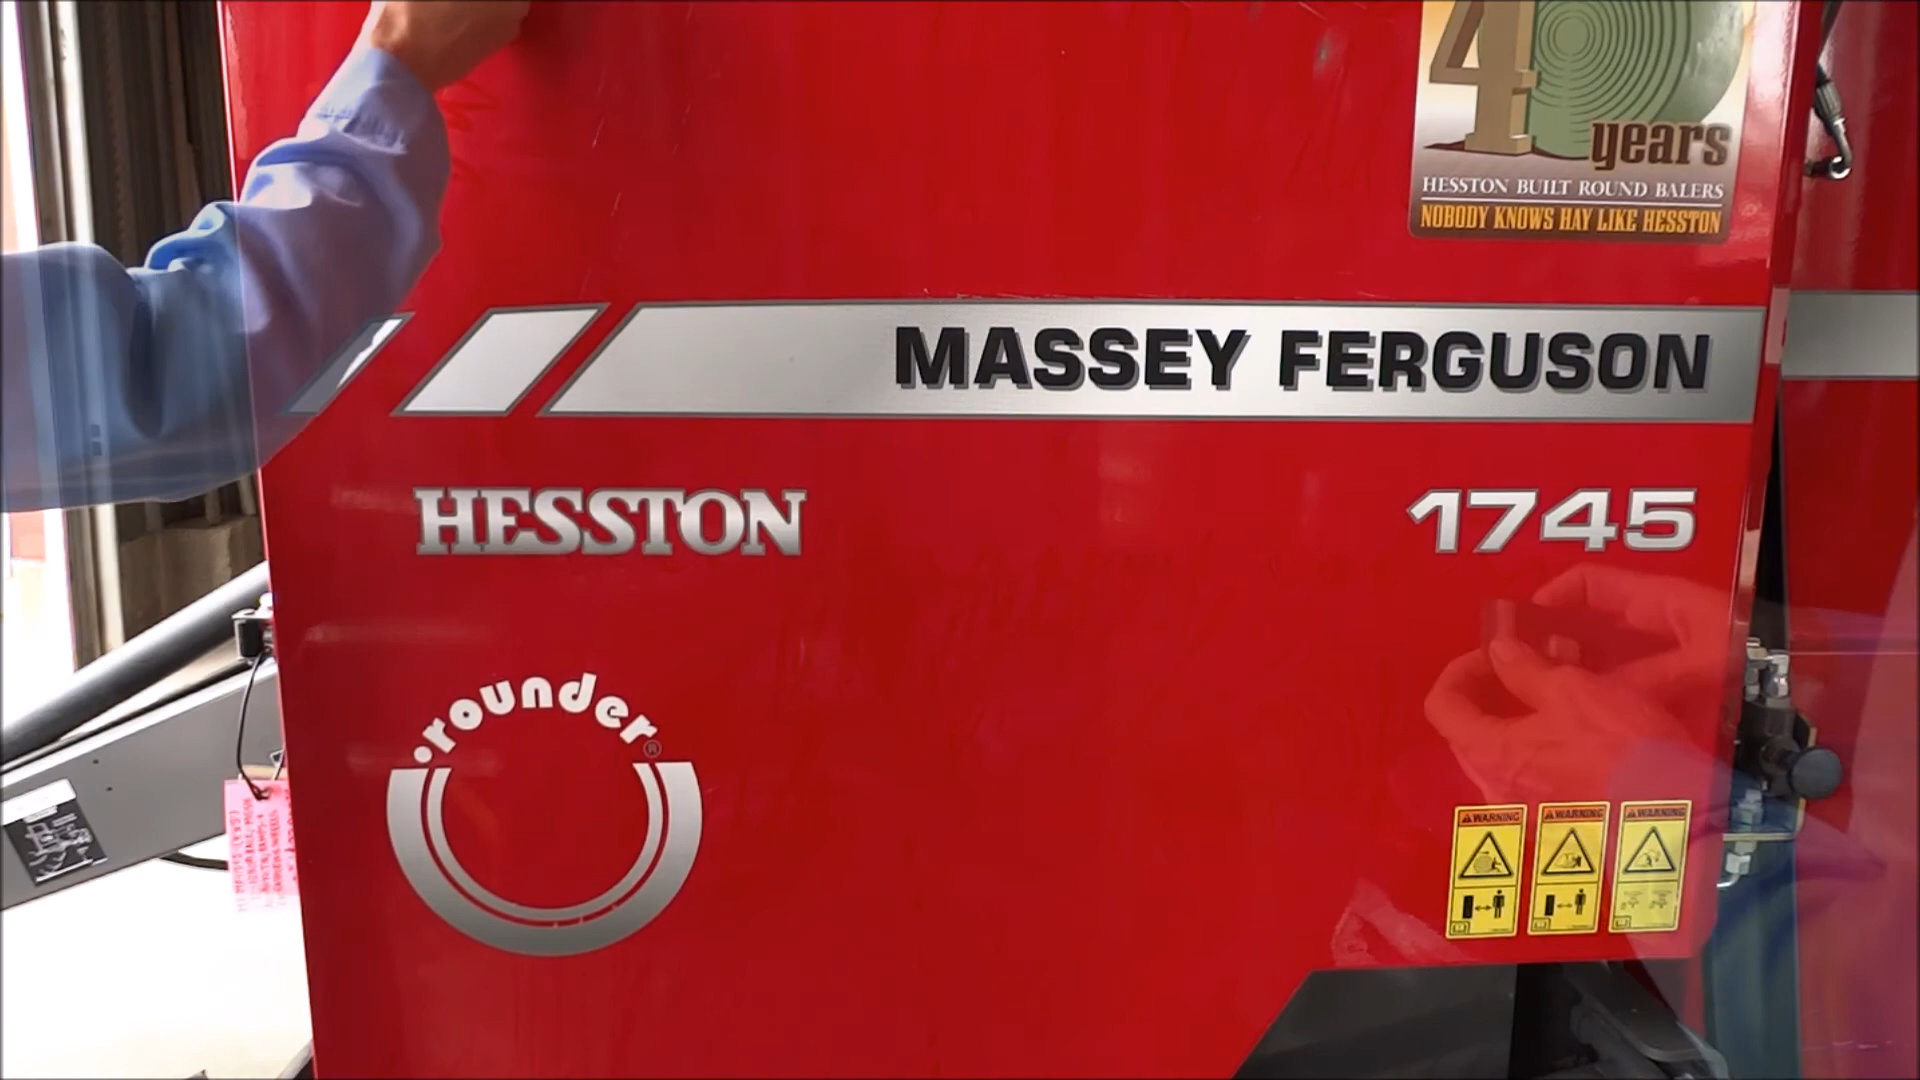 40
years
HESSTON BUILT ROUND BALERS
NOBODY KNOWS HAY LIKE HESSTON
MASSEY FERGUSON
HESSTON
1745
rounder®
WARNING
WARNING
WARNING